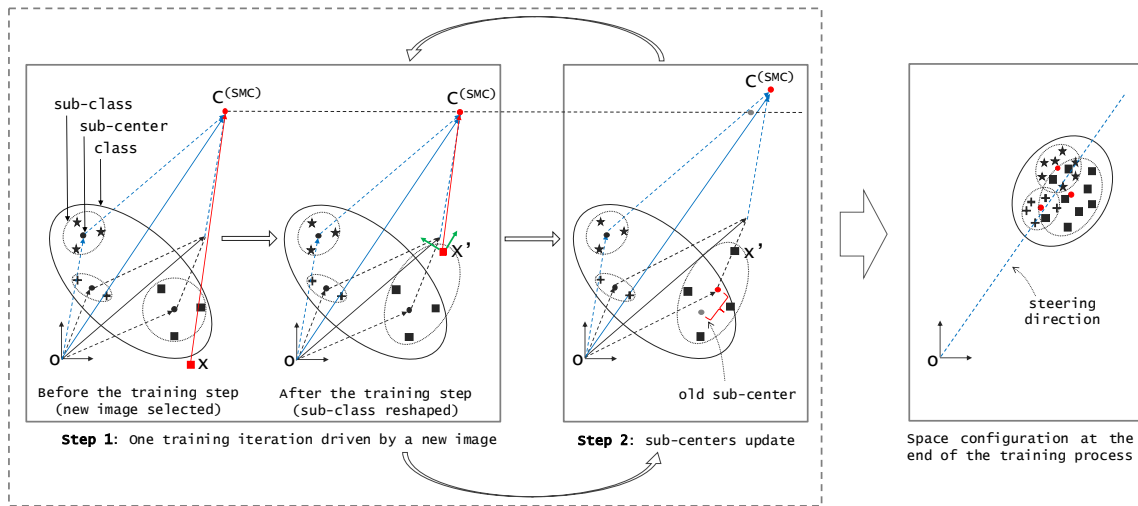 sub-class
sub-center
class
C(SMC)
O
X
Before the training step
(new image selected)
C(SMC)
O
X'
After the training step
(sub-class reshaped)
Step 1: One training iteration driven by a new image
C(SMC)
O
X'
old sub-center
Step 2: sub-centers update
steering
direction
O
Space configuration at the
end of the training process